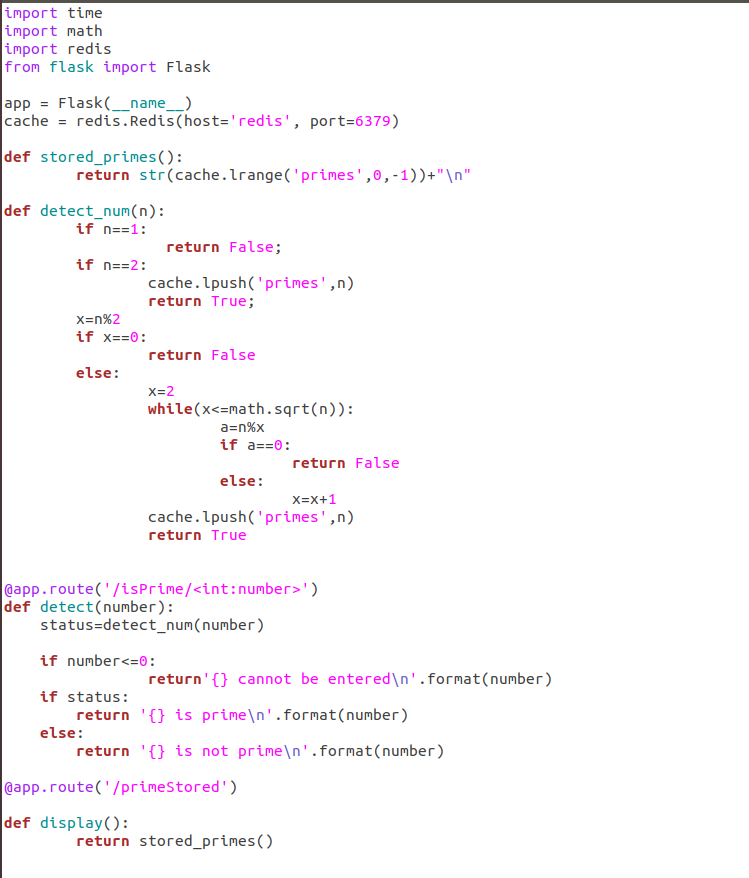 import time
import math
import redis
from flask import Flask

app = Flask(__name__)
cache = redis.Redis(host='redis', port=6379)

def stored_primes():
        return str(cache.lrange('primes',0,-1))+"\n"

def detect_num(n):
        if n==1:
                  return False;
        if n==2:
                cache.lpush('primes',n)
                return True;
        x=n%2
        if x==0:
                return False
        else:
                x=2
                while(x<=math.sqrt(n)):
                        a=n%x
                        if a==0:
                                return False
                        else:
                                x=x+1
                cache.lpush('primes',n)
                return True


@app.route('/isPrime/<int:number>')
def detect(number):
    status=detect_num(number)

    if number<=0:
                return'{} cannot be entered\n'.format(number)
    if status:
        return '{} is prime\n'.format(number)
    else:
        return '{} is not prime\n'.format(number)

@app.route('/primeStored')

def display():
        return stored_primes()